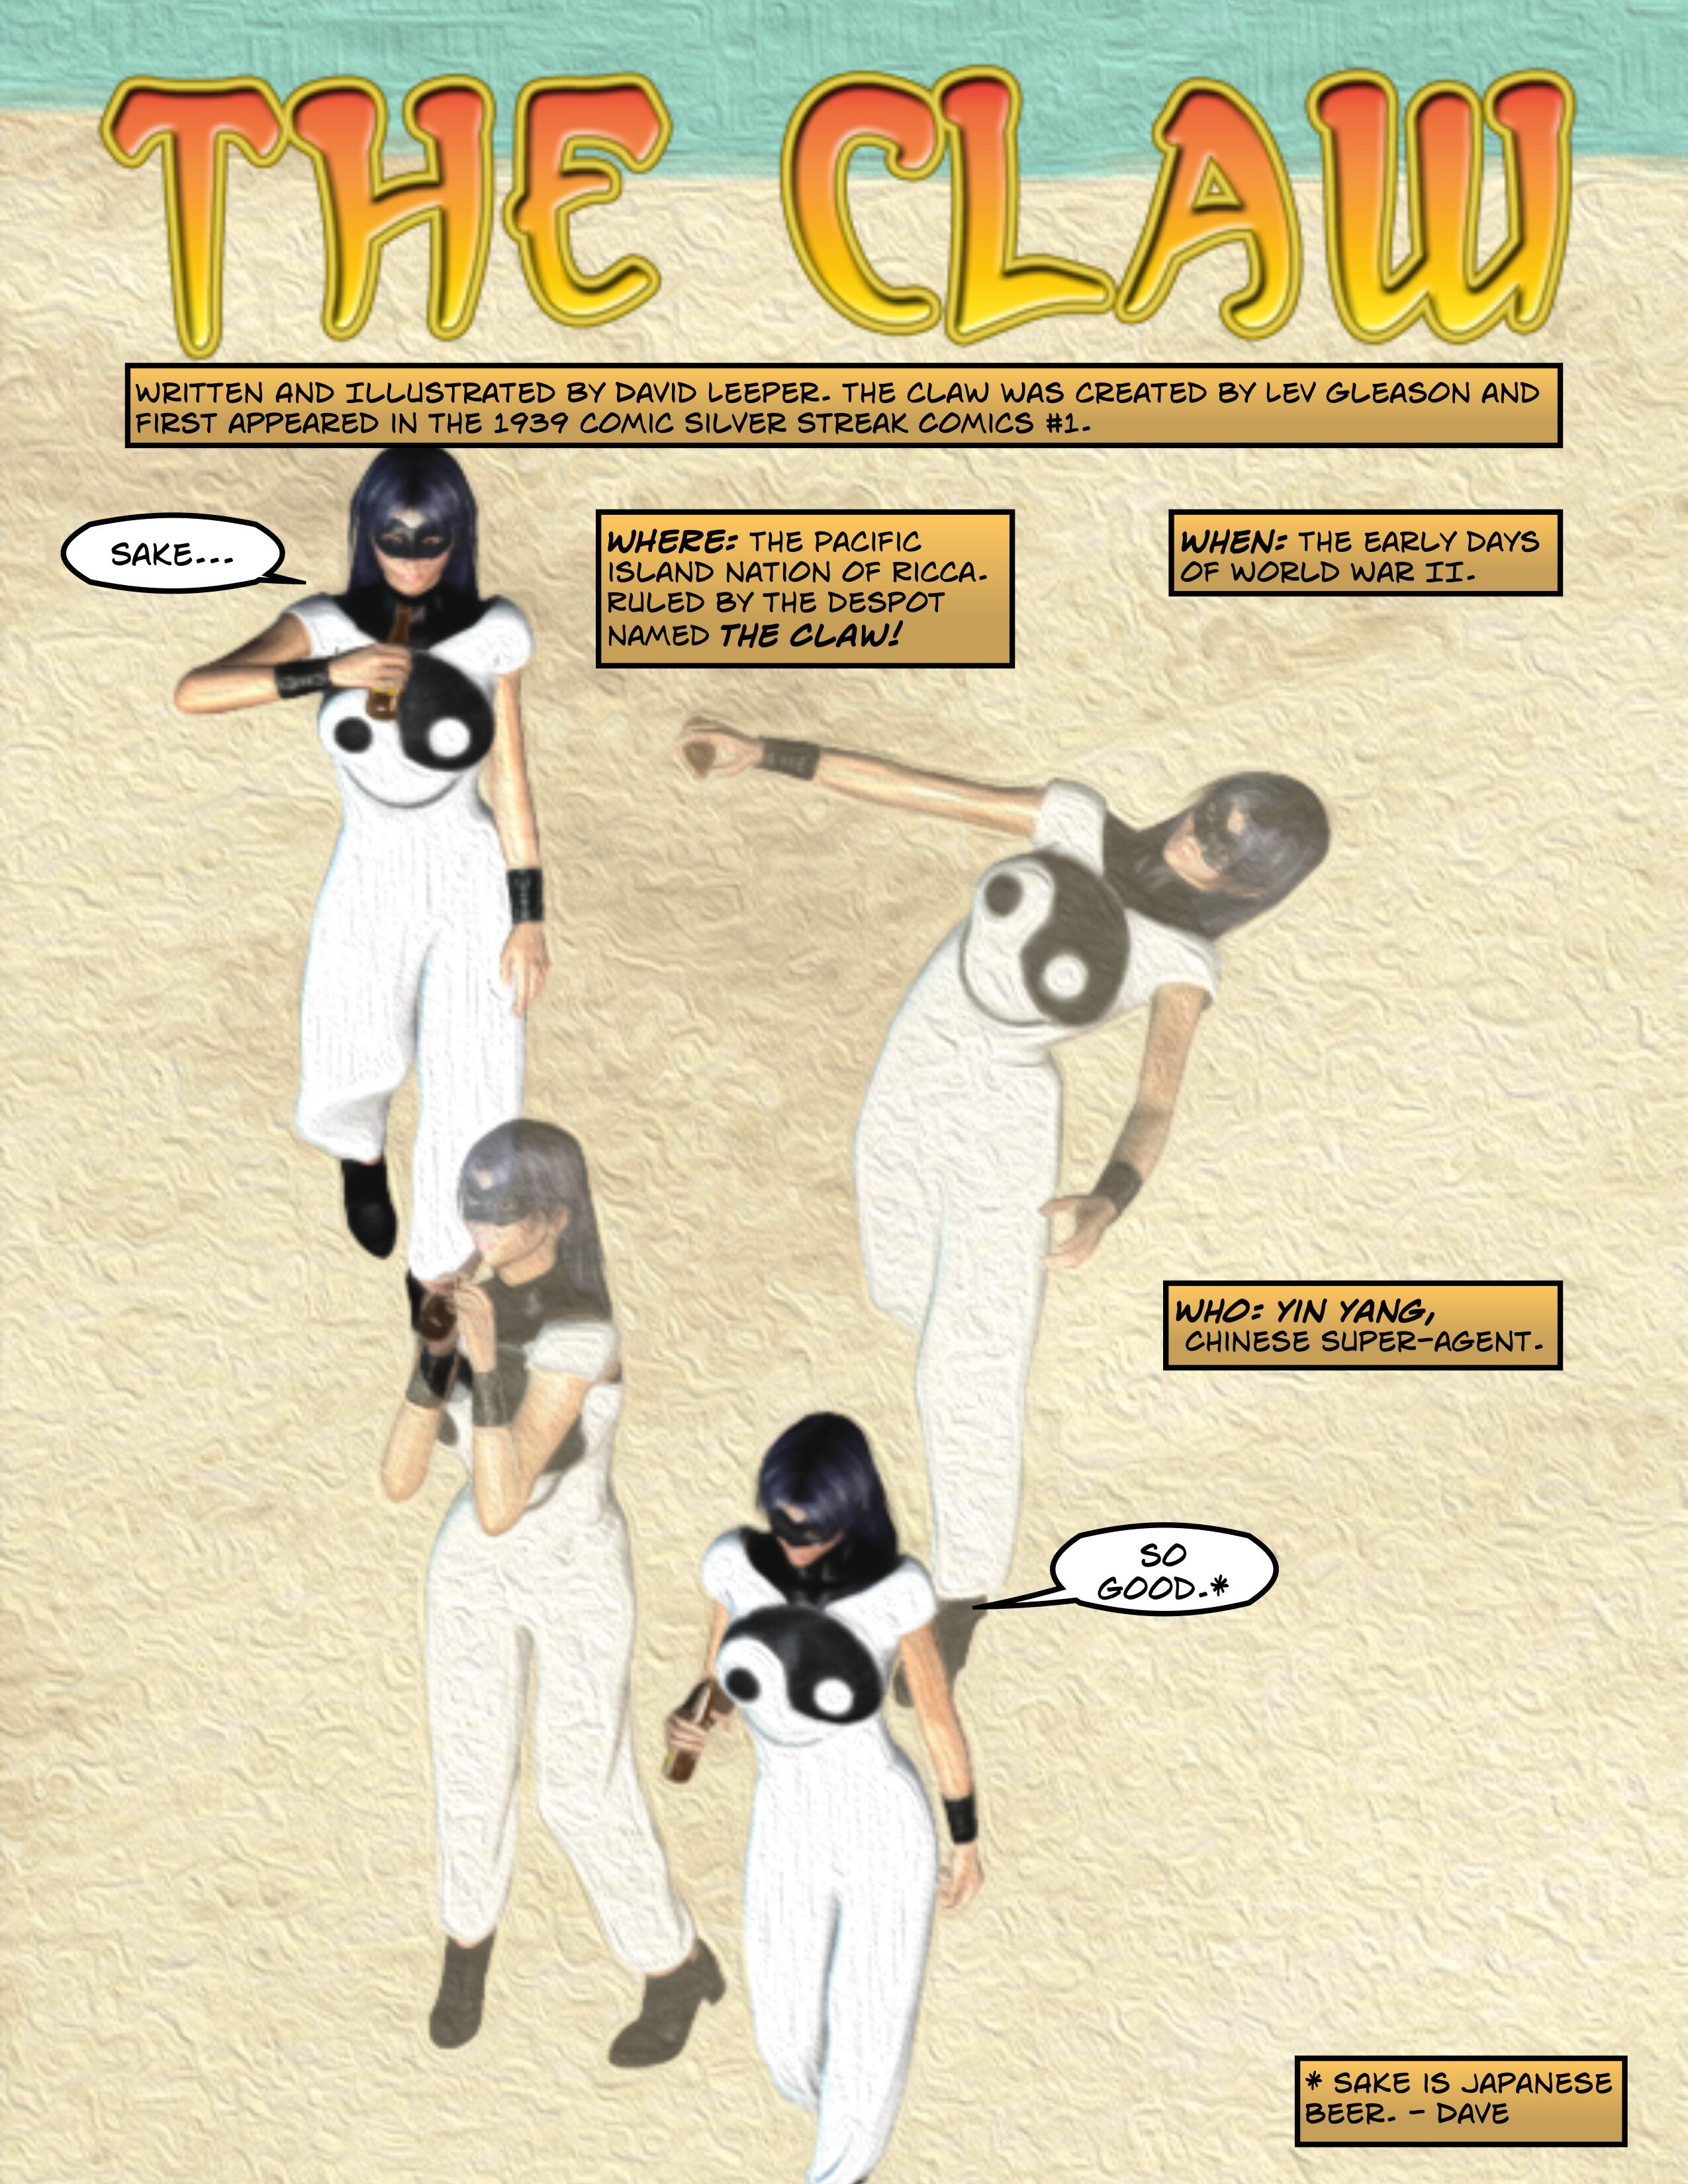 THE CLAW
WRITTEN AND ILLUSTRATED BY DAVID LEEPER. THE CLAW WAS CREATED BY LEV GLEASON AND
FIRST APPEARED IN THE 1939 COMIC SILVER STREAK COMICS #1.
SAKE...
WHERE: THE PACIFIC
ISLAND NATION OF RICCA.
RULED BY THE DESPOT
NAMED THE CLAW!
WHEN: THE EARLY DAYS
OF WORLD WAR II.
WHO: YIN YANG,
CHINESE SUPER-AGENT.
SO
GOOD.*
* SAKE IS JAPANESE
BEER. - DAVE